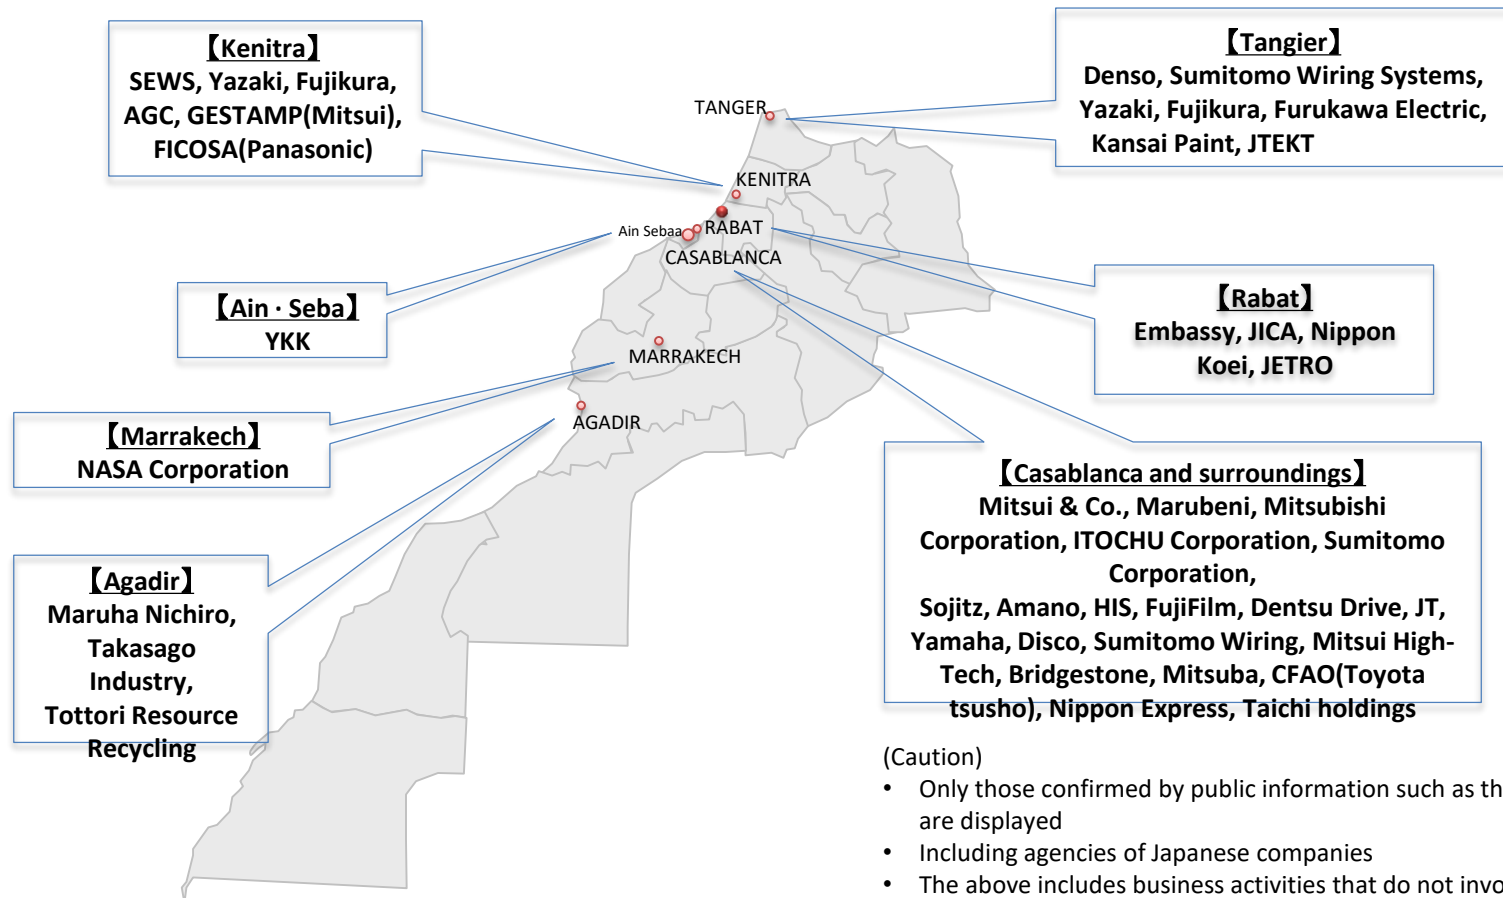 【Kenitra】
SEWS, Yazaki, Fujikura,
AGC, GESTAMP(Mitsui),
FICOSA(Panasonic)
【Tangier】
Denso, Sumitomo Wiring Systems,
Yazaki, Fujikura, Furukawa Electric,
Kansai Paint, JTEKT
TANGER
KENITRA
Ain Sebaa
RABAT
CASABLANCA
MARRAKECH
AGADIR
【Ain · Seba】
YKK
【Rabat】
Embassy, JICA, Nippon
Koei, JETRO
【Marrakech】
NASA Corporation
【Casablanca and surroundings】
Mitsui & Co., Marubeni, Mitsubishi
Corporation, ITOCHU Corporation, Sumitomo
Corporation,
Sojitz, Amano, HIS, FujiFilm, Dentsu Drive, JT,
Yamaha, Disco, Sumitomo Wiring, Mitsui High-
Tech, Bridgestone, Mitsuba, CFAO(Toyota
tsusho), Nippon Express, Taichi holdings
【Agadir】
Maruha Nichiro,
Takasago
Industry,
Tottori Resource
Recycling
(Caution)
• Only those confirmed by public information such as
are displayed
• Including agencies of Japanese companies
• The above includes business activities that do not